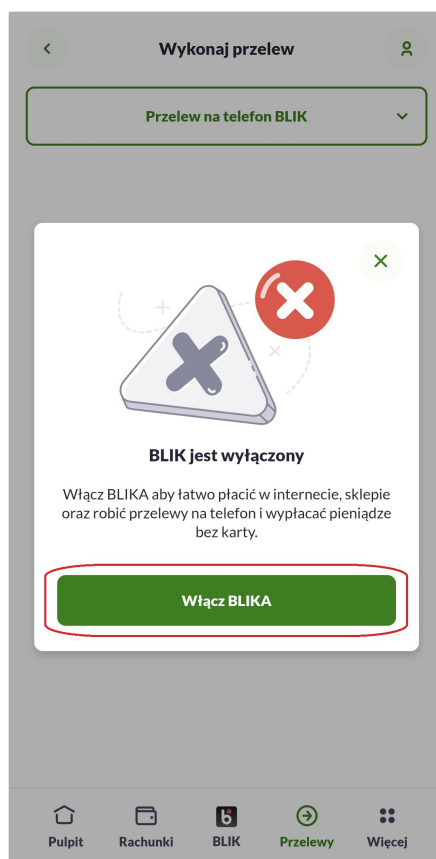 Wykonaj przelew
Przelew na telefon BLIK
BLIK jest wyłączony
Włącz BLIKA aby łatwo płacić w internecie, sklepie
oraz robić przelewy na telefon i wypłacać pieniądze
bez karty.
Włącz BLIKA
Pulpit Rachunki BLIK Przelewy Więcej